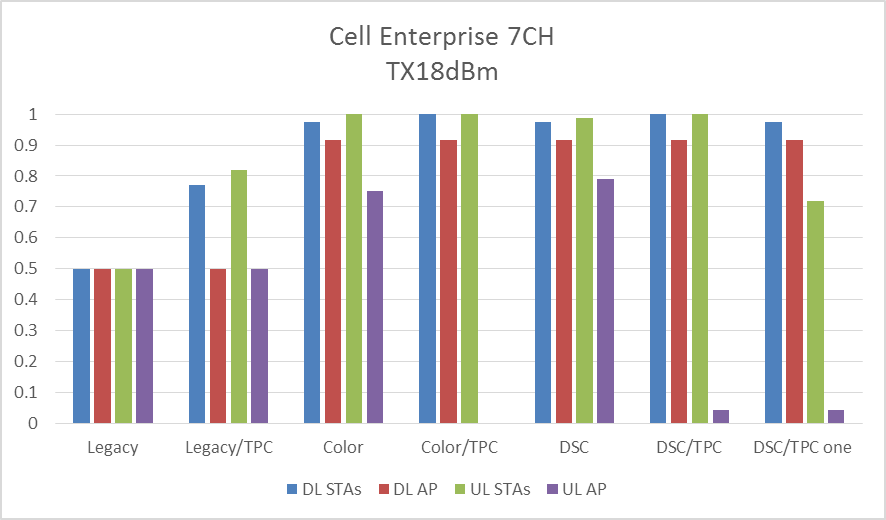 Cell Enterprise 7CH
TX18dBm
1
0.9
0.8
0.7
0.6
0.5
0.4
0.3
0.2
0.1
0
Legacy Legacy/TPC Color Color/TPC DSC DSC/TPC DSC/TPC one
DL STAs DL AP UL STAs UL AP